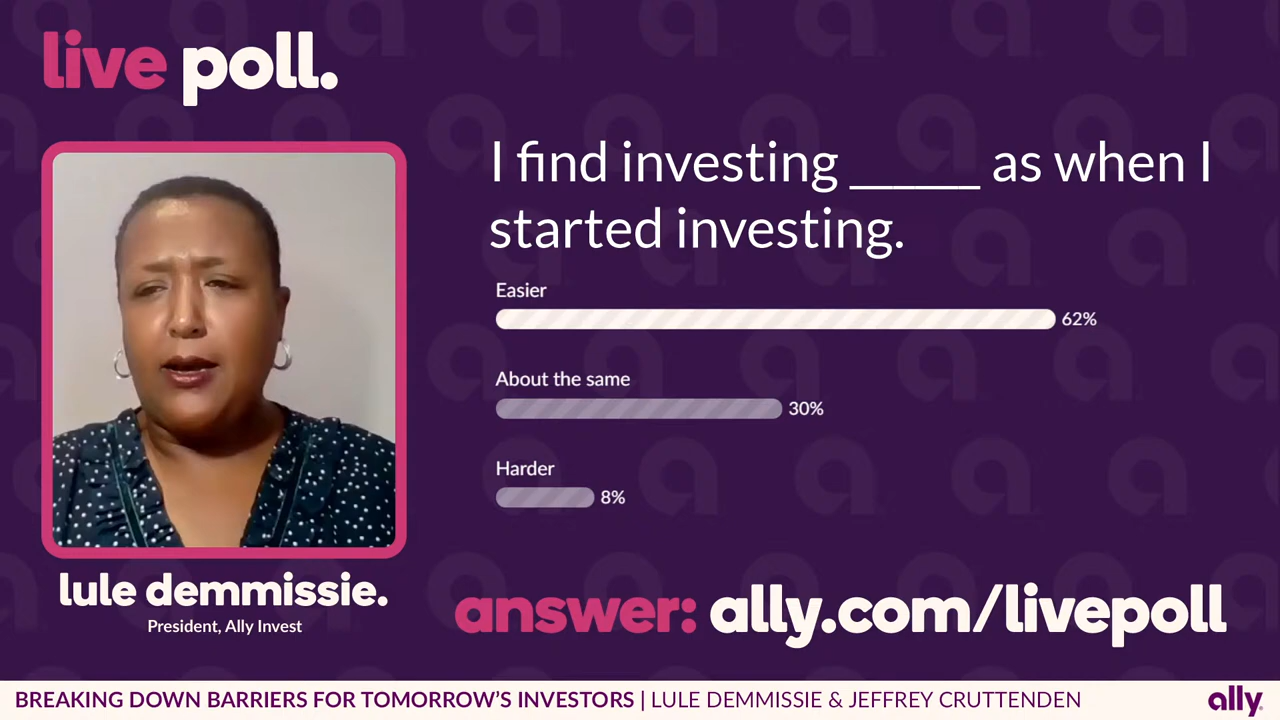 live poll.
I find investing _____ as when I
started investing.
Easier
62%
About the same
30%
Harder
8%
lule demmissie.
President, Ally Invest
answer: ally.com/livepoll
BREAKING DOWN BARRIERS FOR TOMORROW'S INVESTORS | LULE DEMMISSIE & JEFFREY CRUTTENDEN
ally.